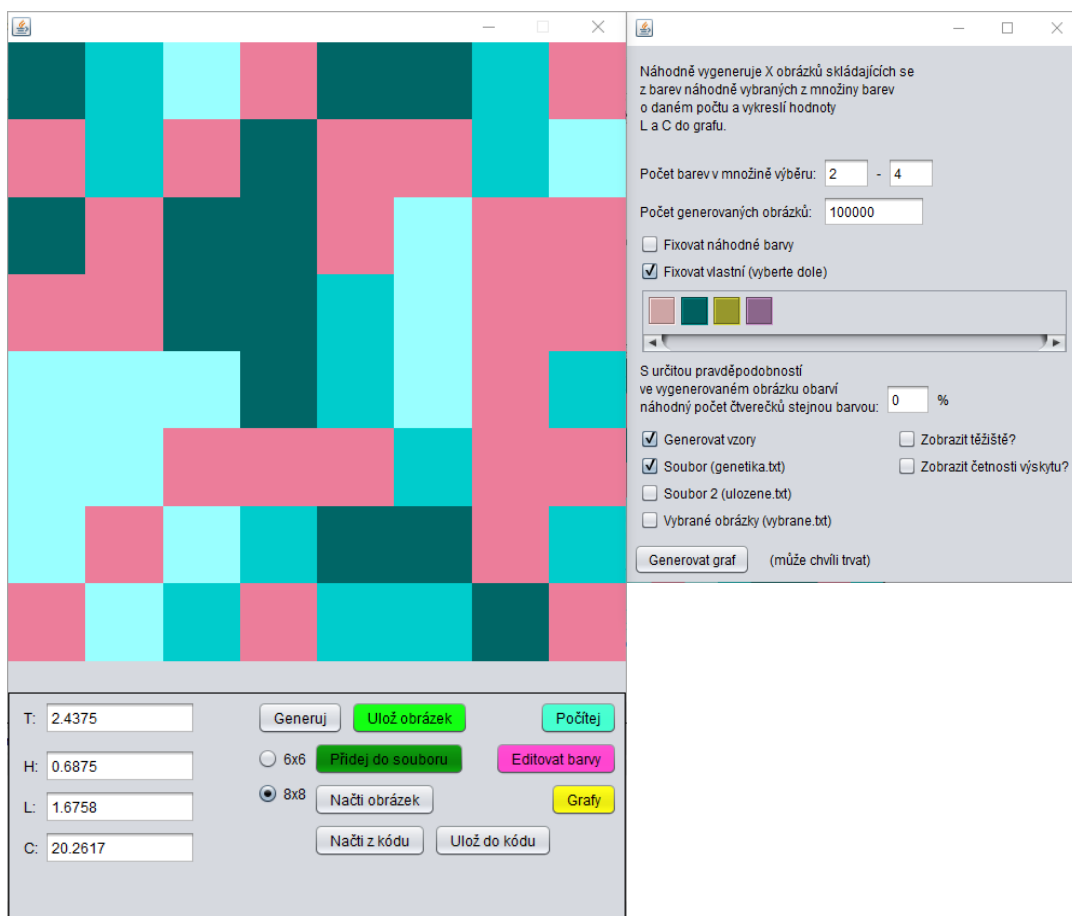 T: 2.4375
Generuj
Ulož obrázek
Počítej
H: 0.6875
6x6
Přidej do souboru
Editovat barvy
L: 1.6758
8x8
Načti obrázek
Grafy
C: 20.2617
Načti z kódu
Ulož do kódu
Náhodně vygeneruje X obrázků skládajících se
z barev náhodně vybraných z množiny barev
o daném počtu a vykreslí hodnoty
L a C do grafu.
Počet barev v množině výběru: 2 - 4
Počet generovaných obrázků: 100000
Fixovat náhodné barvy
Fixovat vlastní (vyberte dole)
S určitou pravděpodobností
ve vygenerovaném obrázku obarví
náhodný počet čtverečků stejnou barvou: 0 %
Generovat vzory
Zobrazit těžiště?
Soubor (genetika.txt)
Zobrazit četnosti výskytu?
Soubor 2 (ulozene.txt)
Vybrané obrázky (vybrane.txt)
Generovat graf (může chvíli trvat)